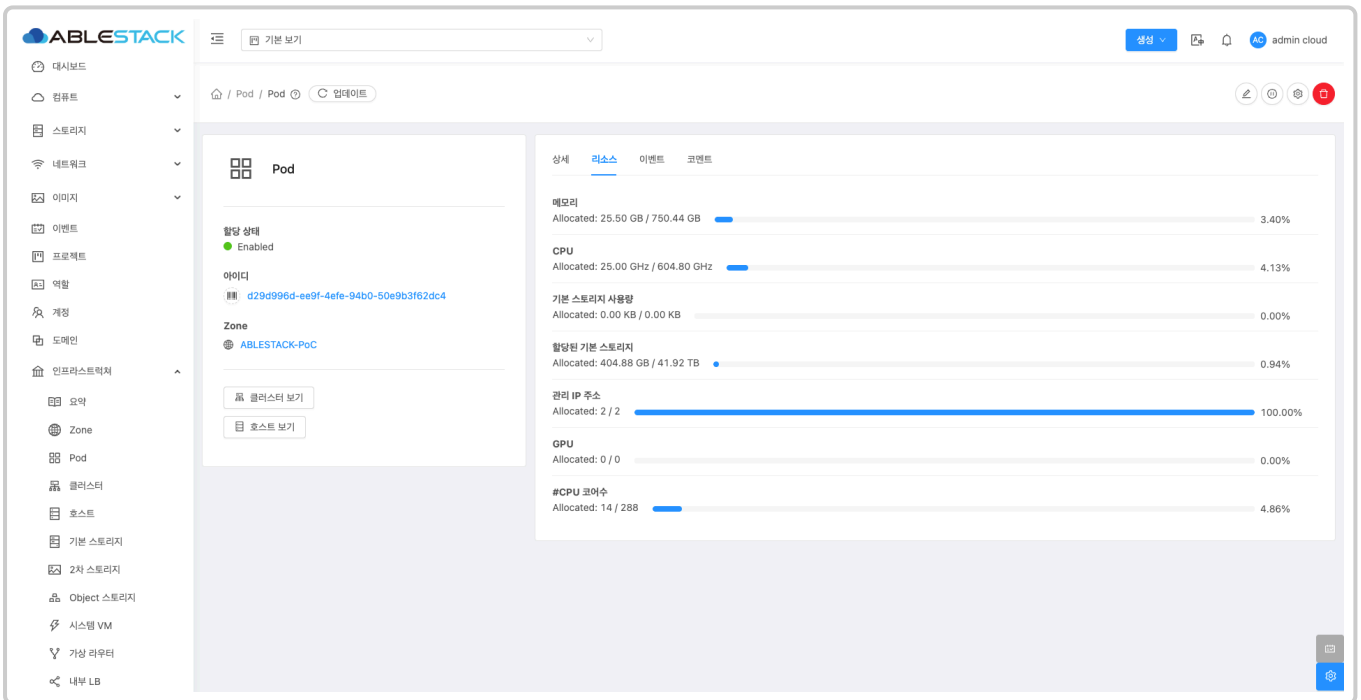 ABLESTACK
기본 보기
생성
AC
admin cloud
대시보드
컴퓨트
스토리지
네트워크
이미지
이벤트
프로젝트
역할
계정
도메인
인프라스트럭쳐
요약
Zone
Pod
클러스터
호스트
기본 스토리지
2차 스토리지
Object 스토리지
시스템 VM
가상 라우터
내부 LB
/ Pod / Pod
업데이트
Pod
할당 상태
Enabled
아이디
d29d996d-ee9f-4efe-94b0-50e9b3f62dc4
Zone
ABLESTACK-PoC
클러스터 보기
호스트 보기
상세 리소스 이벤트 코멘트
메모리
Allocated: 25.50 GB / 750.44 GB 3.40%
CPU
Allocated: 25.00 GHz / 604.80 GHz 4.13%
기본 스토리지 사용량
Allocated: 0.00 KB / 0.00 KB 0.00%
할당된 기본 스토리지
Allocated: 404.88 GB / 41.92 TB 0.94%
관리 IP 주소
Allocated: 2 / 2 100.00%
GPU
Allocated: 0 / 0 0.00%
#CPU 코어수
Allocated: 14 / 288 4.86%